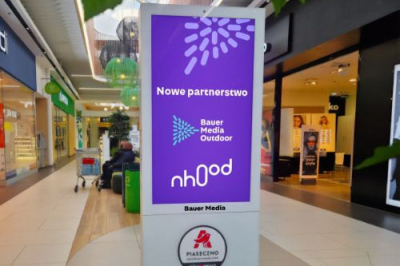 Nowe partnerstwo
Bauer
Media
Outdoor
nhood
Bauer Media
PIASECZNO